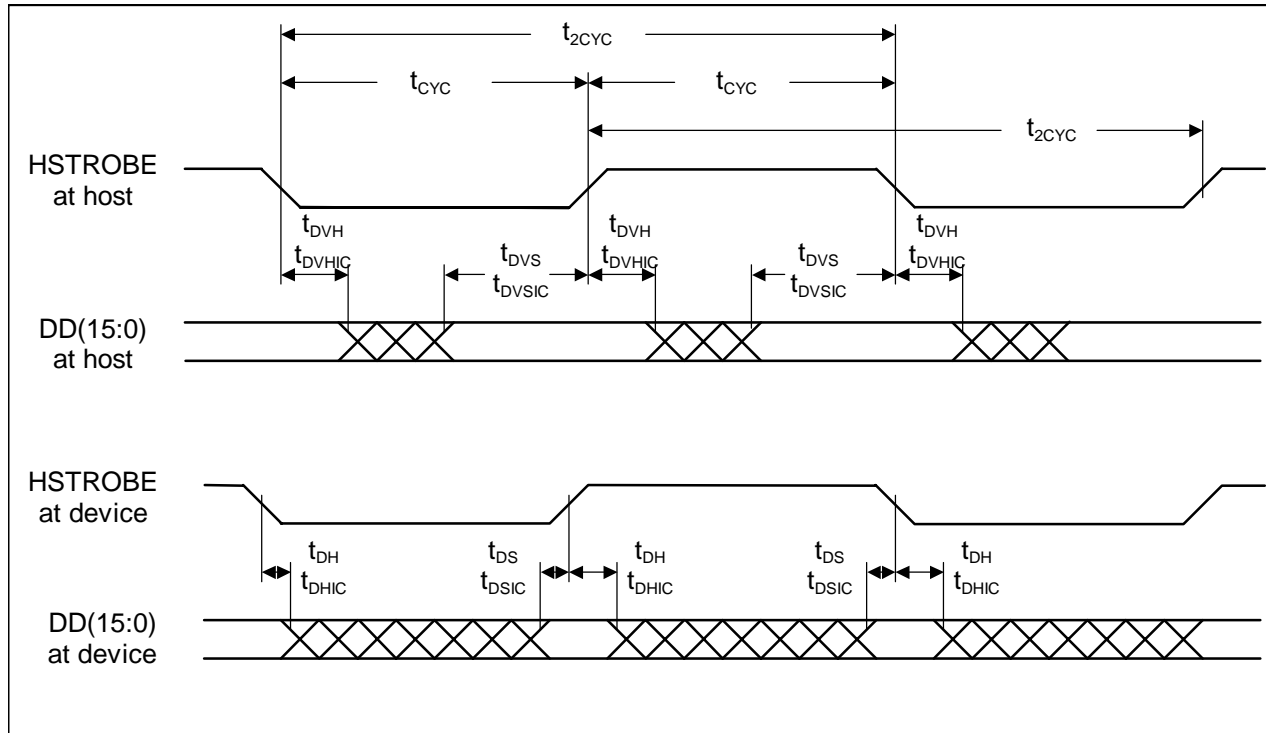 t2CYC
tCYC tCYC
t2CYC
HSTROBE
at host
tDVH tDVH tDVH
tDVHIC tDVS tDVHIC tDVS tDVHIC
tDVSIC tDVSIC
DD(15:0)
at host
HSTROBE
at device
tDH tDS tDH tDS tDH
tDHIC tDSIC tDHIC tDSIC tDHIC
DD(15:0)
at device